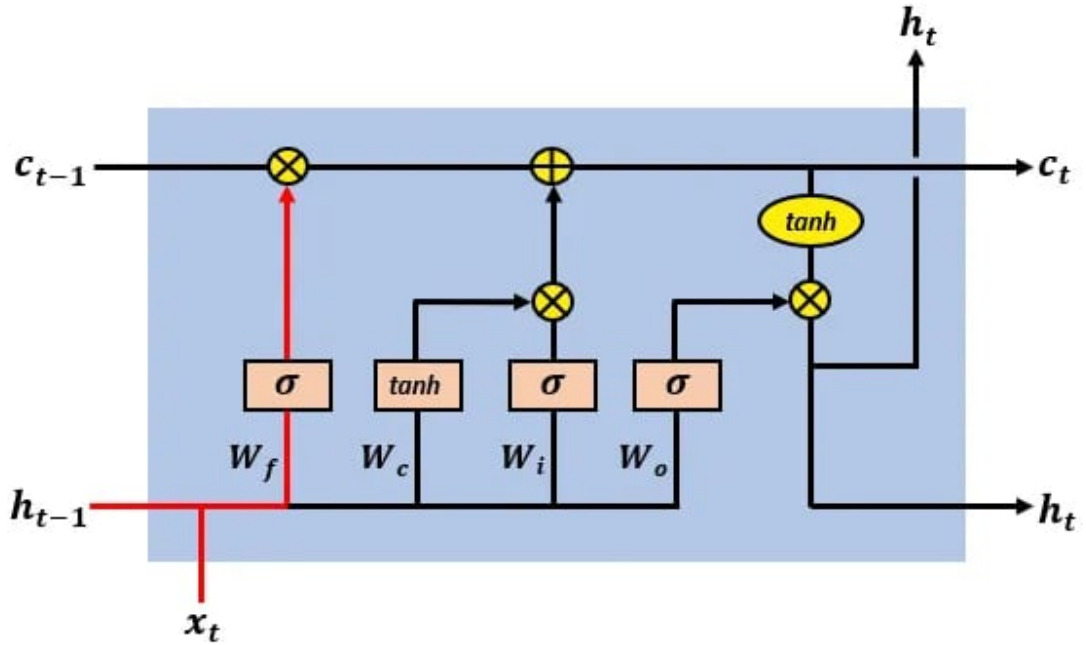 h_t
c_{t-1}
c_t
tanh
σ
tanh
σ
σ
W_f
W_c
W_i
W_o
h_{t-1}
h_t
x_t